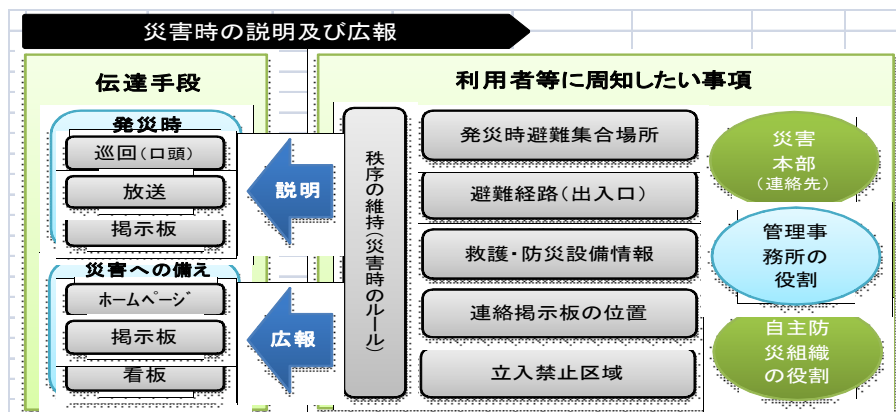 災害時の説明及び広報
伝達手段
発災時
巡回(口頭)
放送
掲示板
災害への備え
ホームページ
掲示板
看板
説明
広報
利用者等に周知したい事項
秩序の維持(災害時のルール)
発災時避難集合場所
避難経路(出入口)
救護・防災設備情報
連絡掲示板の位置
立入禁止区域
災害
本部
(連絡先)
管理事
務所の
役割
自主防
災組織
の役割